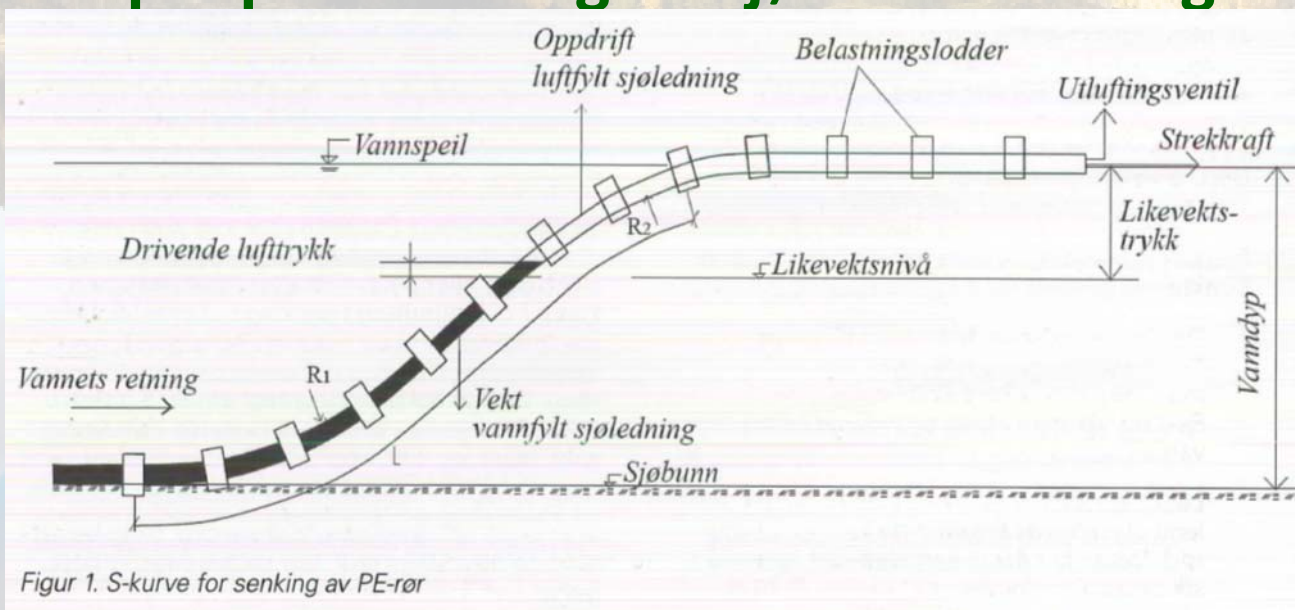 Oppdrift
luftfylt sjøledning
Belastningslodder
Utluftingsventil
Strekkraft
Vannspeil
R2
Likevekts-
trykk
Drivende lufttrykk
Likevektsnivå
Vanndyp
Vannets retning
R1
Vekt
vannfylt sjøledning
L
Sjøbunn
Figur 1. S-kurve for senking av PE-rør